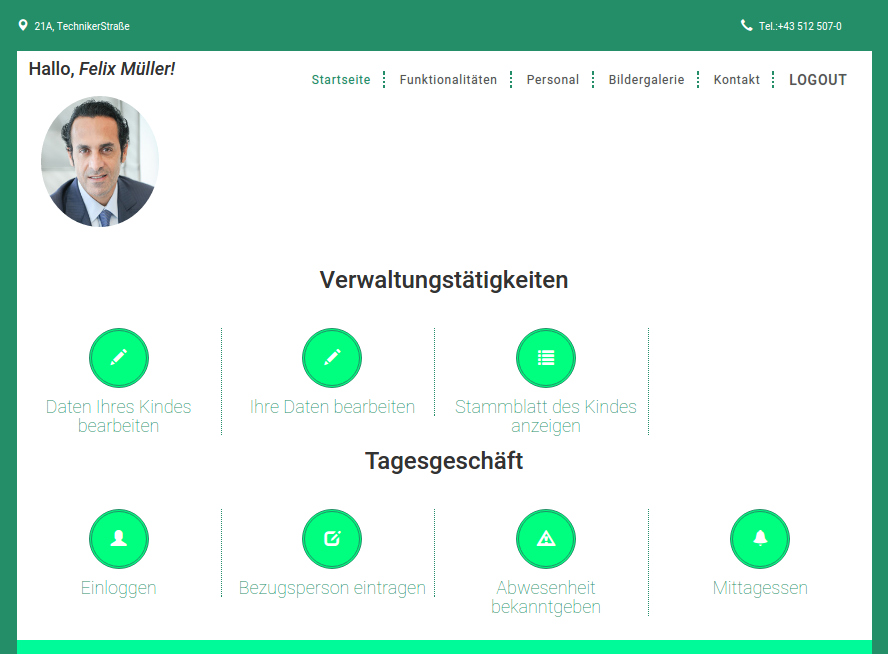 21A, TechnikerStraße
Tel.:+43 512 507-0
Hallo, Felix Müller!
Startseite
Funktionalitäten
Personal
Bildergalerie
Kontakt
LOGOUT
Verwaltungstätigkeiten
Daten Ihres Kindes
bearbeiten
Ihre Daten bearbeiten
Stammblatt des Kindes
anzeigen
Tagesgeschäft
Einloggen
Bezugsperson eintragen
Abwesenheit
bekanntgeben
Mittagessen